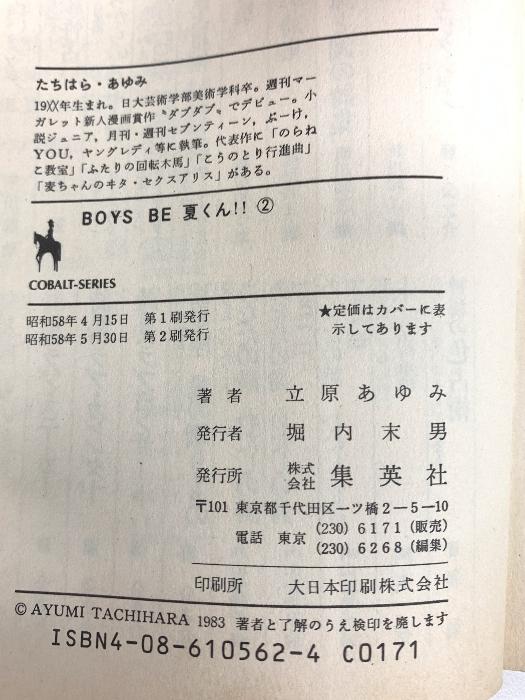 たちはら・あゆみ
19XX年生まれ。日大芸術学部美術学科卒。週刊マー
ガレット新人漫画賞作〝ダブダブ〟でデビュー。小
説ジュニア，月刊・週刊セブンティーン，ぶ～け，
YOU，ヤングレディ等に執筆。代表作に「のらね
こ教室」「ふたりの回転木馬」「こうのとり行進曲」
「麦ちゃんのヰタ・セクスアリス」がある。
BOYS BE 夏くん!! ②
COBALT-SERIES
昭和58年4月15日 第1刷発行
昭和58年5月30日 第2刷発行
★定価はカバーに表
示してあります
著者 立原あゆみ
発行者 堀内末男
発行所 株式会社 集英社
〒101 東京都千代田区一ツ橋2－5－10
電話 東京 (230) 6171 (販売)
(230) 6268 (編集)
印刷所 大日本印刷株式会社
© AYUMI TACHIHARA 1983 著者と了解のうえ検印を廃します
ISBN4-08-610562-4 C0171